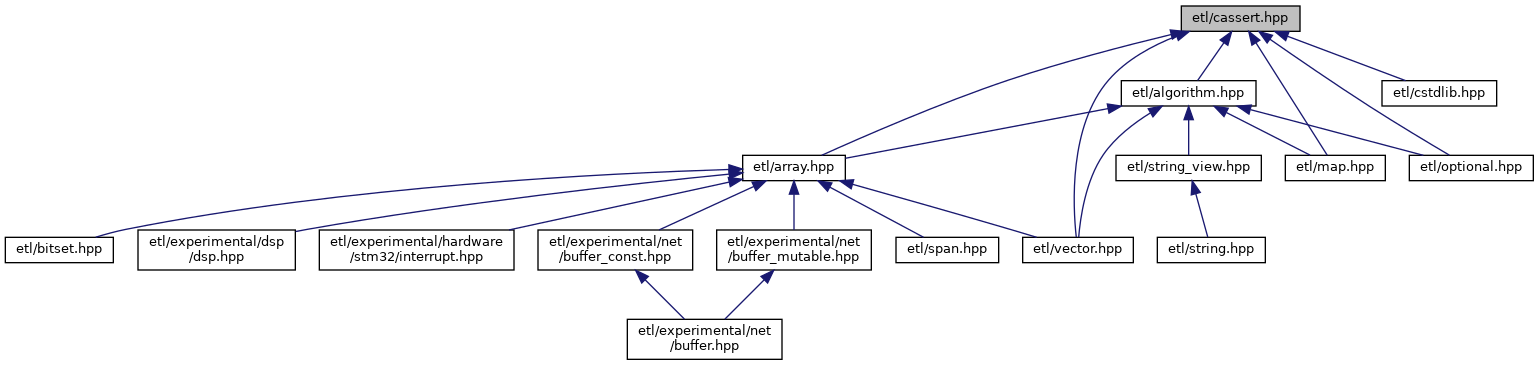 etl/cassert.hpp
etl/algorithm.hpp
etl/cstdlib.hpp
etl/array.hpp
etl/string_view.hpp
etl/map.hpp
etl/optional.hpp
etl/bitset.hpp
etl/experimental/dsp
/dsp.hpp
etl/experimental/hardware
/stm32/interrupt.hpp
etl/experimental/net
/buffer_const.hpp
etl/experimental/net
/buffer_mutable.hpp
etl/span.hpp
etl/vector.hpp
etl/string.hpp
etl/experimental/net
/buffer.hpp